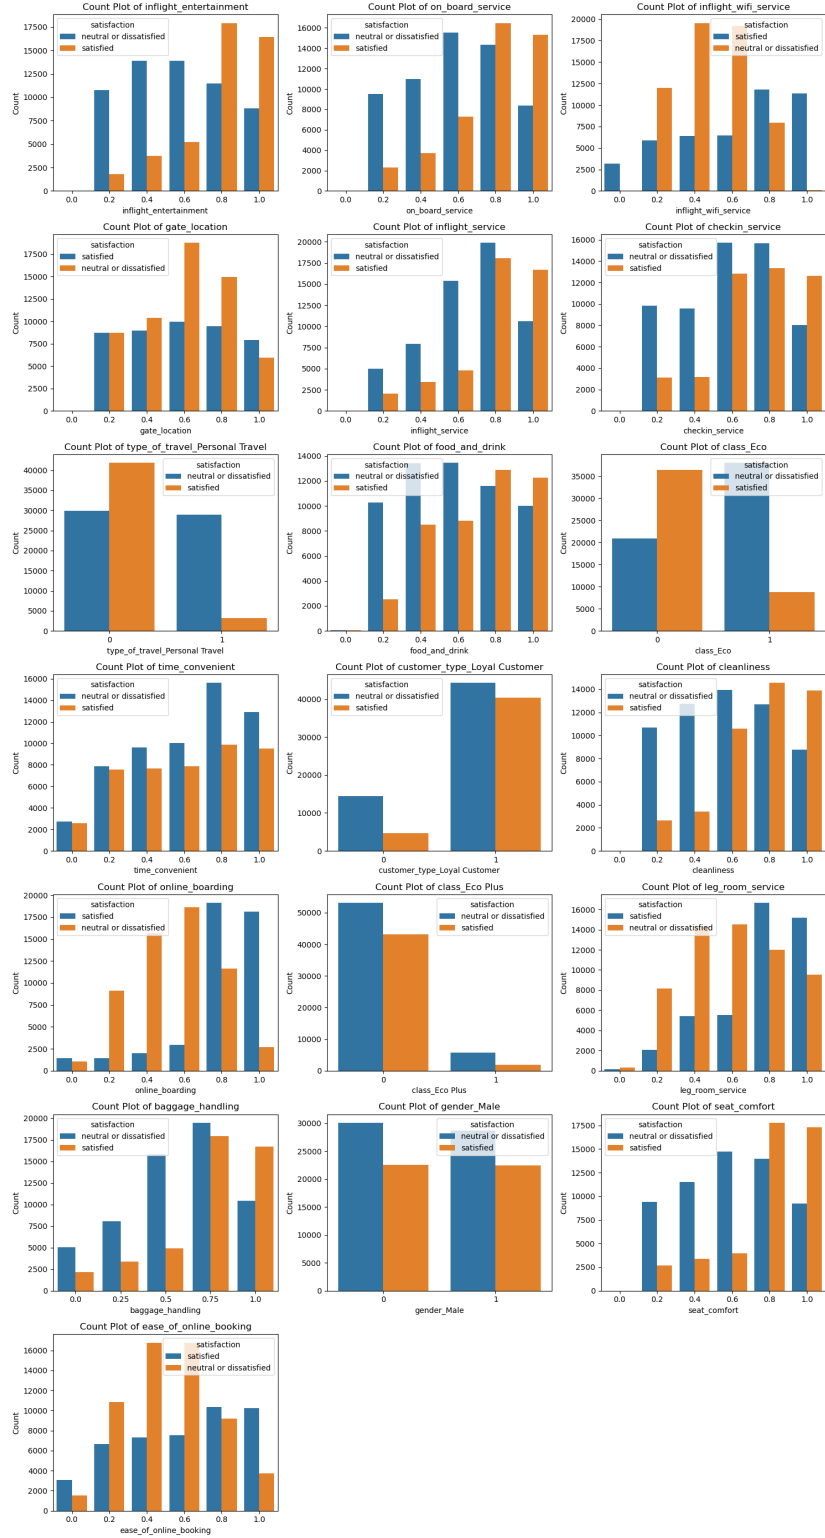 Count Plot of inflight_entertainment
satisfaction
neutral or dissatisfied
satisfied
Count
17500
15000
12500
10000
7500
5000
2500
0
0.0 0.2 0.4 0.6 0.8 1.0
inflight_entertainment
Count Plot of on_board_service
satisfaction
neutral or dissatisfied
satisfied
Count
16000
14000
12000
10000
8000
6000
4000
2000
0
0.0 0.2 0.4 0.6 0.8 1.0
on_board_service
Count Plot of inflight_wifi_service
satisfaction
satisfied
neutral or dissatisfied
Count
20000
17500
15000
12500
10000
7500
5000
2500
0
0.0 0.2 0.4 0.6 0.8 1.0
inflight_wifi_service
Count Plot of gate_location
satisfaction
satisfied
neutral or dissatisfied
Count
17500
15000
12500
10000
7500
5000
2500
0
0.0 0.2 0.4 0.6 0.8 1.0
gate_location
Count Plot of inflight_service
satisfaction
neutral or dissatisfied
satisfied
Count
20000
17500
15000
12500
10000
7500
5000
2500
0
0.0 0.2 0.4 0.6 0.8 1.0
inflight_service
Count Plot of checkin_service
satisfaction
neutral or dissatisfied
satisfied
Count
16000
14000
12000
10000
8000
6000
4000
2000
0
0.0 0.2 0.4 0.6 0.8 1.0
checkin_service
Count Plot of type_of_travel_Personal Travel
satisfaction
neutral or dissatisfied
satisfied
Count
40000
35000
30000
25000
20000
15000
10000
5000
0
0 1
type_of_travel_Personal Travel
Count Plot of food_and_drink
satisfaction
neutral or dissatisfied
satisfied
Count
14000
12000
10000
8000
6000
4000
2000
0
0.0 0.2 0.4 0.6 0.8 1.0
food_and_drink
Count Plot of class_Eco
satisfaction
neutral or dissatisfied
satisfied
Count
35000
30000
25000
20000
15000
10000
5000
0
0 1
class_Eco
Count Plot of time_convenient
satisfaction
neutral or dissatisfied
satisfied
Count
16000
14000
12000
10000
8000
6000
4000
2000
0
0.0 0.2 0.4 0.6 0.8 1.0
time_convenient
Count Plot of customer_type_Loyal Customer
satisfaction
neutral or dissatisfied
satisfied
Count
40000
30000
20000
10000
0
0 1
customer_type_Loyal Customer
Count Plot of cleanliness
satisfaction
neutral or dissatisfied
satisfied
Count
14000
12000
10000
8000
6000
4000
2000
0
0.0 0.2 0.4 0.6 0.8 1.0
cleanliness
Count Plot of online_boarding
satisfaction
satisfied
neutral or dissatisfied
Count
20000
17500
15000
12500
10000
7500
5000
2500
0
0.0 0.2 0.4 0.6 0.8 1.0
online_boarding
Count Plot of class_Eco Plus
satisfaction
neutral or dissatisfied
satisfied
Count
50000
40000
30000
20000
10000
0
0 1
class_Eco Plus
Count Plot of leg_room_service
satisfaction
satisfied
neutral or dissatisfied
Count
16000
14000
12000
10000
8000
6000
4000
2000
0
0.0 0.2 0.4 0.6 0.8 1.0
leg_room_service
Count Plot of baggage_handling
satisfaction
neutral or dissatisfied
satisfied
Count
20000
17500
15000
12500
10000
7500
5000
2500
0
0.0 0.25 0.5 0.75 1.0
baggage_handling
Count Plot of gender_Male
satisfaction
neutral or dissatisfied
satisfied
Count
30000
25000
20000
15000
10000
5000
0
0 1
gender_Male
Count Plot of seat_comfort
satisfaction
neutral or dissatisfied
satisfied
Count
17500
15000
12500
10000
7500
5000
2500
0
0.0 0.2 0.4 0.6 0.8 1.0
seat_comfort
Count Plot of ease_of_online_booking
satisfaction
satisfied
neutral or dissatisfied
Count
16000
14000
12000
10000
8000
6000
4000
2000
0
0.0 0.2 0.4 0.6 0.8 1.0
ease_of_online_booking